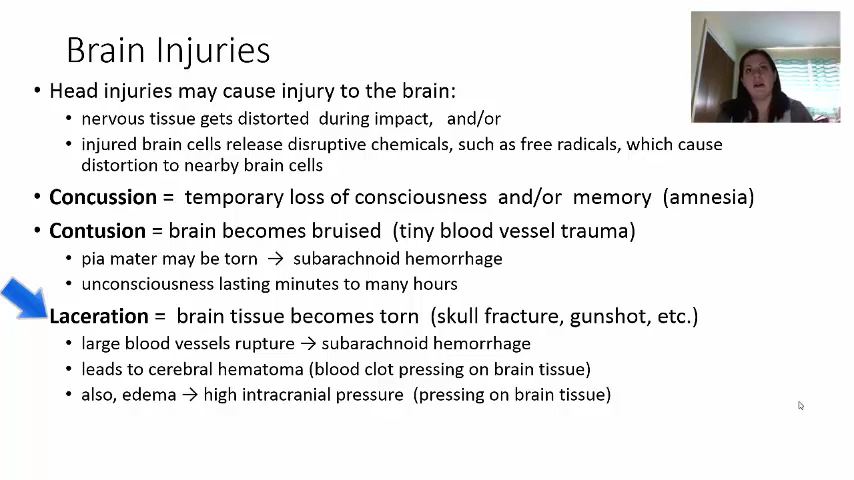 Brain Injuries
• Head injuries may cause injury to the brain:
• nervous tissue gets distorted during impact, and/or
• injured brain cells release disruptive chemicals, such as free radicals, which cause
distortion to nearby brain cells
• Concussion = temporary loss of consciousness and/or memory (amnesia)
• Contusion = brain becomes bruised (tiny blood vessel trauma)
• pia mater may be torn → subarachnoid hemorrhage
• unconsciousness lasting minutes to many hours
Laceration = brain tissue becomes torn (skull fracture, gunshot, etc.)
• large blood vessels rupture → subarachnoid hemorrhage
• leads to cerebral hematoma (blood clot pressing on brain tissue)
• also, edema → high intracranial pressure (pressing on brain tissue)